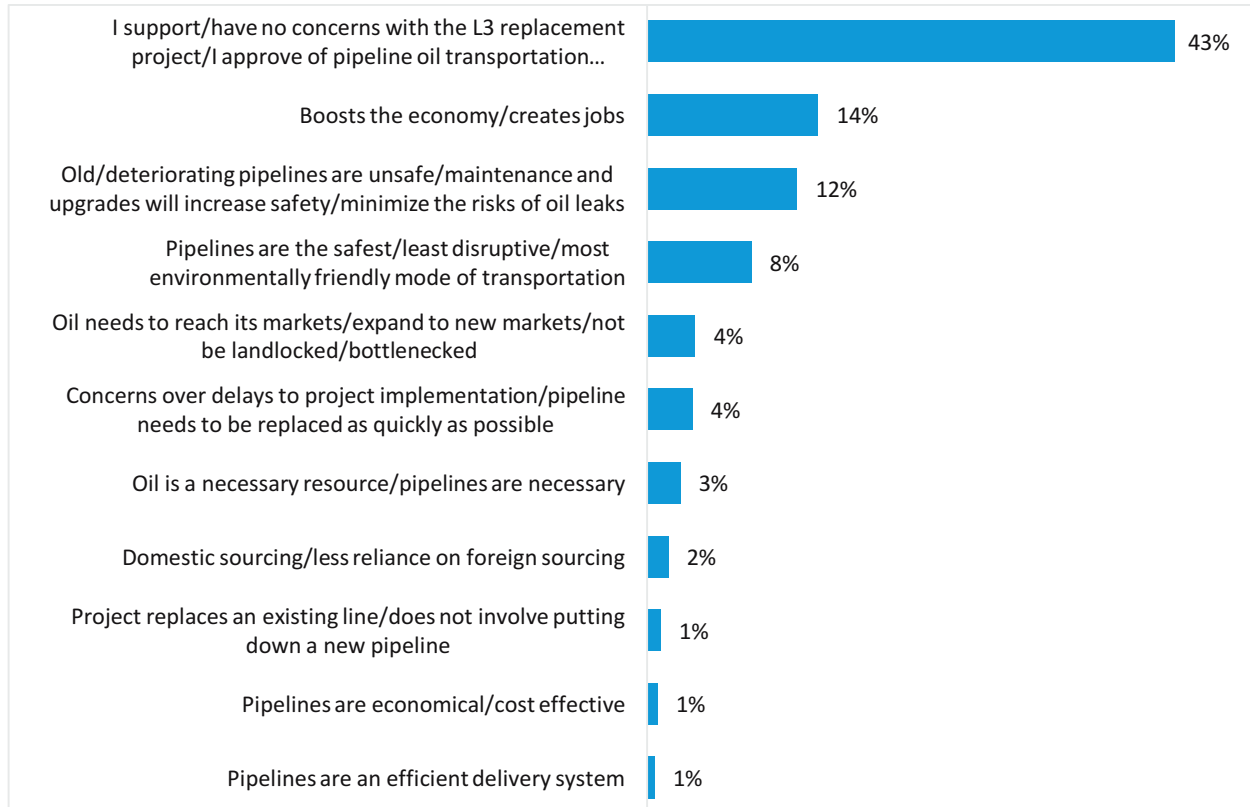 I support/have no concerns with the L3 replacement
project/I approve of pipeline oil transportation…
43%
Boosts the economy/creates jobs
14%
Old/deteriorating pipelines are unsafe/maintenance and
upgrades will increase safety/minimize the risks of oil leaks
12%
Pipelines are the safest/least disruptive/most
environmentally friendly mode of transportation
8%
Oil needs to reach its markets/expand to new markets/not
be landlocked/bottlenecked
4%
Concerns over delays to project implementation/pipeline
needs to be replaced as quickly as possible
4%
Oil is a necessary resource/pipelines are necessary
3%
Domestic sourcing/less reliance on foreign sourcing
2%
Project replaces an existing line/does not involve putting
down a new pipeline
1%
Pipelines are economical/cost effective
1%
Pipelines are an efficient delivery system
1%